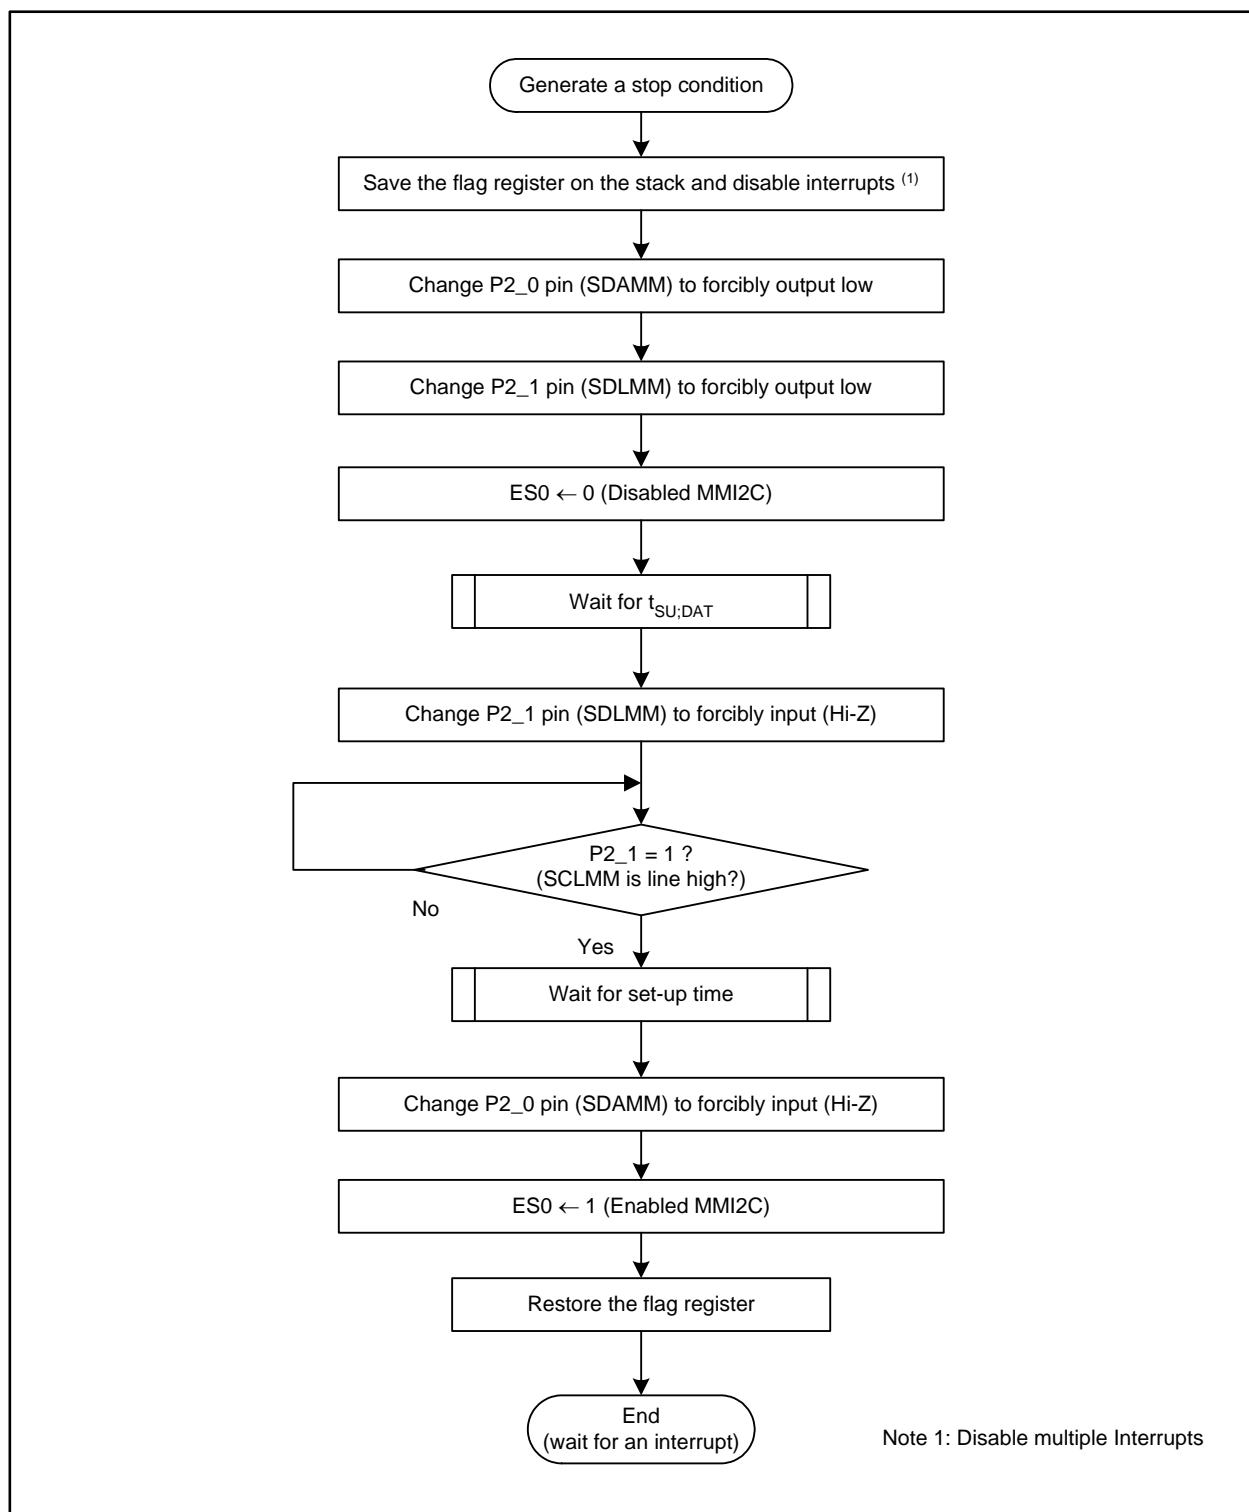 Generate a stop condition
Save the flag register on the stack and disable interrupts (1)
Change P2_0 pin (SDAMM) to forcibly output low
Change P2_1 pin (SDLMM) to forcibly output low
ES0 ← 0 (Disabled MMI2C)
Wait for tSU;DAT
Change P2_1 pin (SDLMM) to forcibly input (Hi-Z)
P2_1 = 1 ?
(SCLMM is line high?)
No
Yes
Wait for set-up time
Change P2_0 pin (SDAMM) to forcibly input (Hi-Z)
ES0 ← 1 (Enabled MMI2C)
Restore the flag register
End
(wait for an interrupt)
Note 1: Disable multiple Interrupts